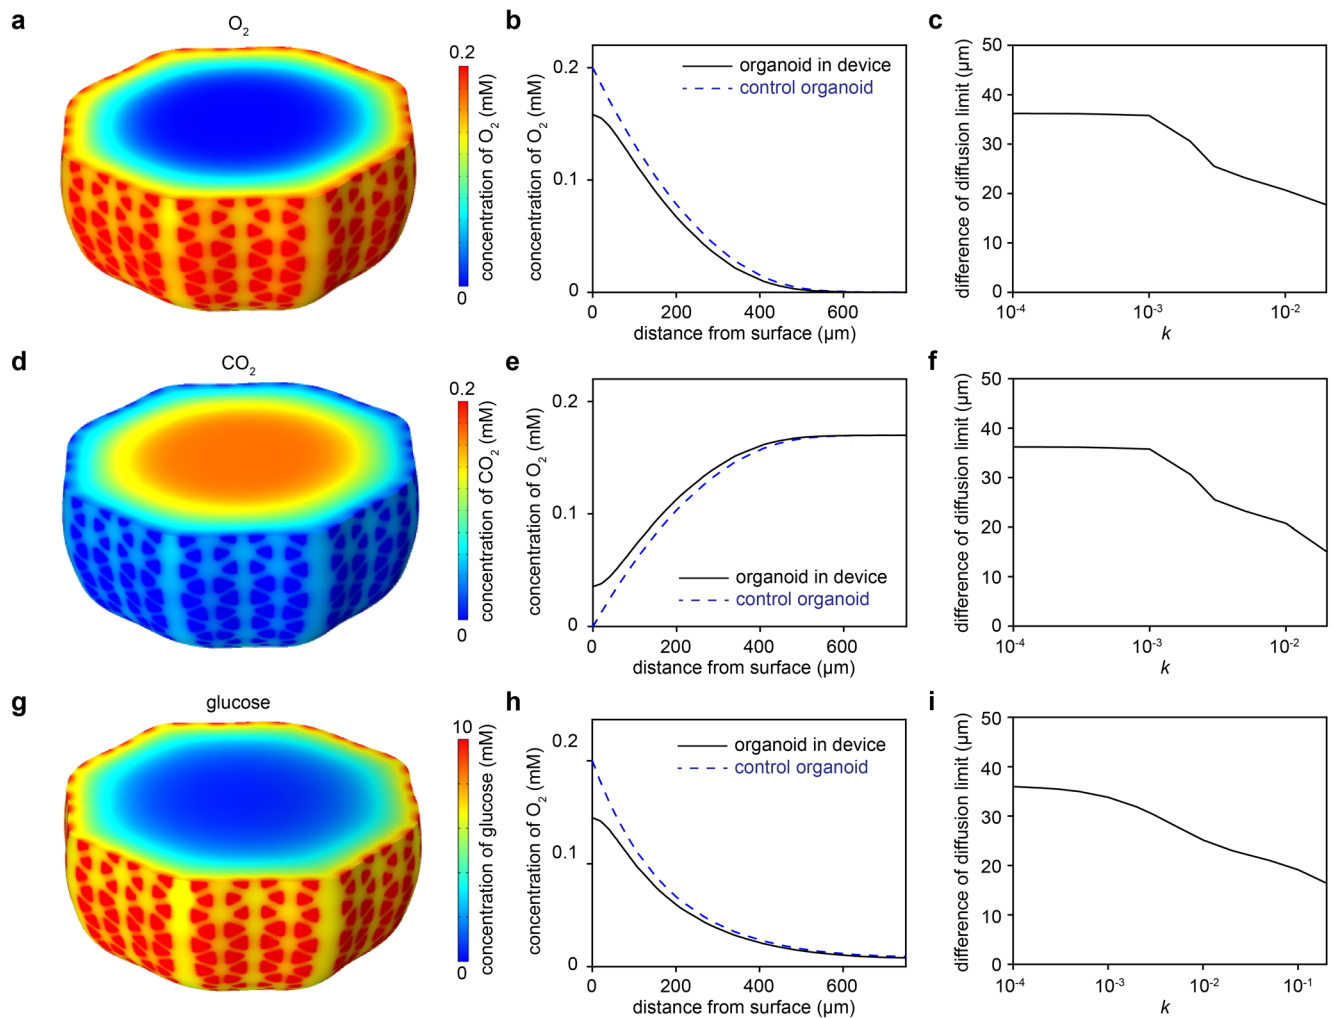 a
O2
0.2
concentration of O2 (mM)
0
b
concentration of O2 (mM)
0.2
0.1
0
organoid in device
control organoid
0 200 400 600
distance from surface (μm)
c
difference of diffusion limit (μm)
50
40
30
20
10
0
10-4 10-3 10-2
k
d
CO2
0.2
concentration of CO2 (mM)
0
e
concentration of O2 (mM)
0.2
0.1
0
organoid in device
control organoid
0 200 400 600
distance from surface (μm)
f
difference of diffusion limit (μm)
50
40
30
20
10
0
10-4 10-3 10-2
k
g
glucose
10
concentration of glucose (mM)
0
h
concentration of O2 (mM)
0.2
0.1
0
organoid in device
control organoid
0 200 400 600
distance from surface (μm)
i
difference of diffusion limit (μm)
50
40
30
20
10
0
10-4 10-3 10-2 10-1
k